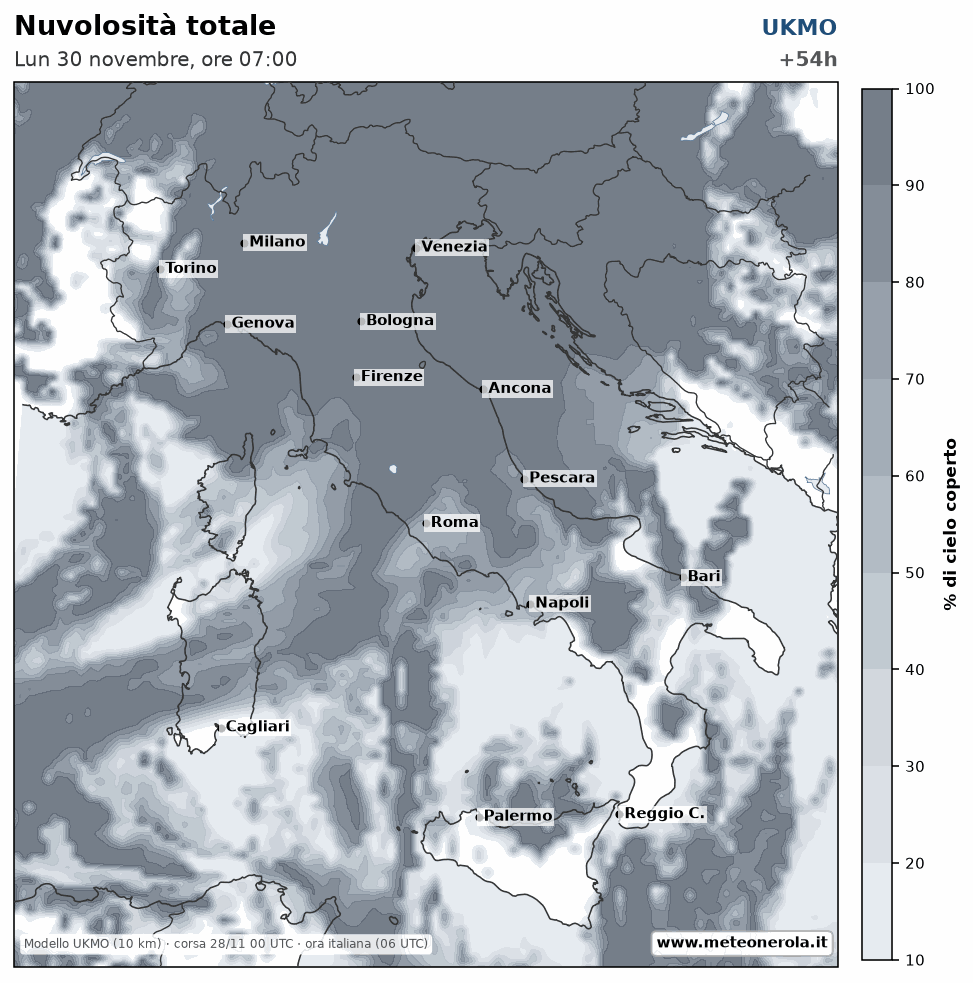 Nuvolosità totale
UKMO
Lun 30 novembre, ore 07:00
+54h
100
90
80
70
60
50
40
30
20
10
% di cielo coperto
Milano
Venezia
Torino
Genova
Bologna
Firenze
Ancona
Pescara
Roma
Bari
Napoli
Cagliari
Palermo
Reggio C.
Modello UKMO (10 km) · corsa 28/11 00 UTC · ora italiana (06 UTC)
www.meteonerola.it